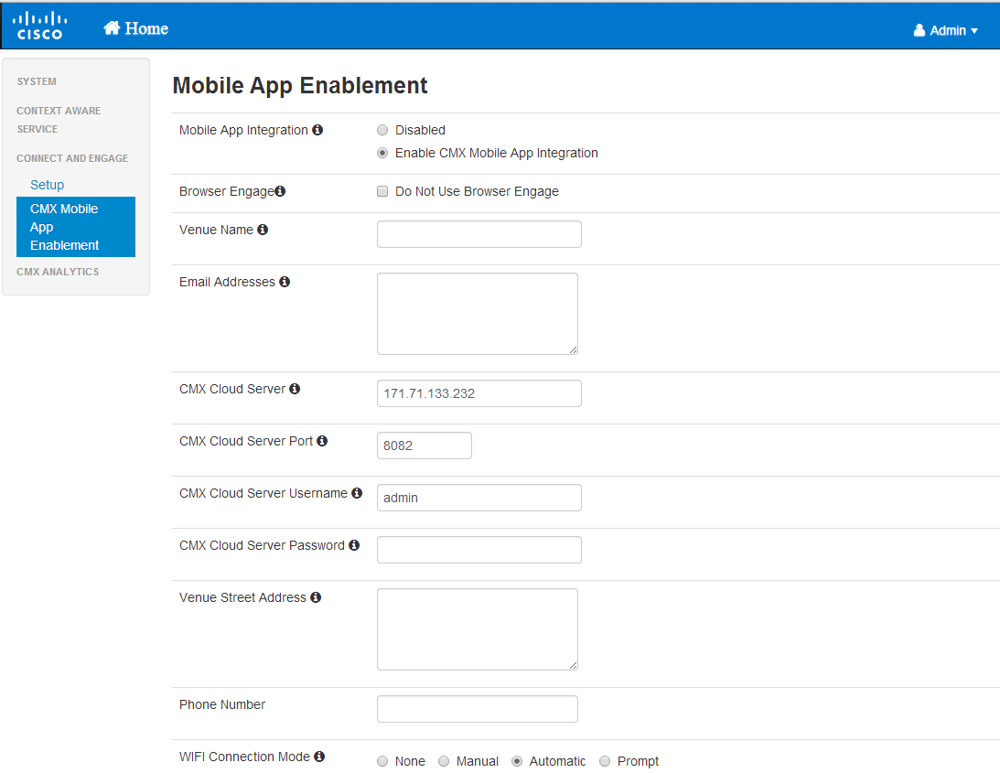 CISCO
Home
Admin
SYSTEM
CONTEXT AWARE
SERVICE
CONNECT AND ENGAGE
Setup
CMX Mobile
App
Enablement
CMX ANALYTICS
Mobile App Enablement
Mobile App Integration
Disabled
Enable CMX Mobile App Integration
Browser Engage
Do Not Use Browser Engage
Venue Name
Email Addresses
CMX Cloud Server
171.71.133.232
CMX Cloud Server Port
8082
CMX Cloud Server Username
admin
CMX Cloud Server Password
Venue Street Address
Phone Number
WIFI Connection Mode
None Manual Automatic Prompt